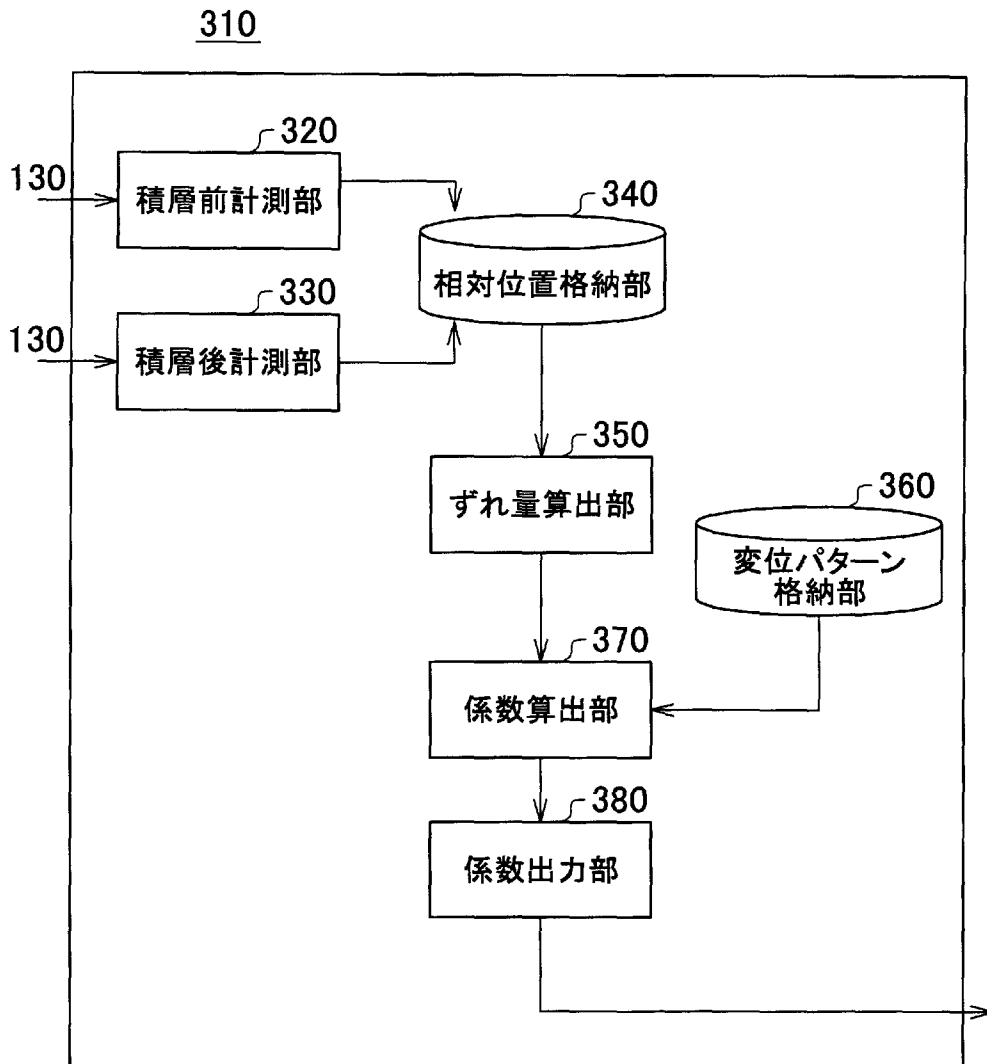 310
320
130
積層前計測部
340
相対位置格納部
330
130
積層後計測部
350
ずれ量算出部
360
変位パターン
格納部
370
係数算出部
380
係数出力部